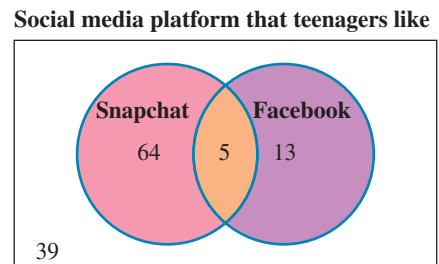 Social media platform that teenagers like
Snapchat Facebook
64 5 13
39